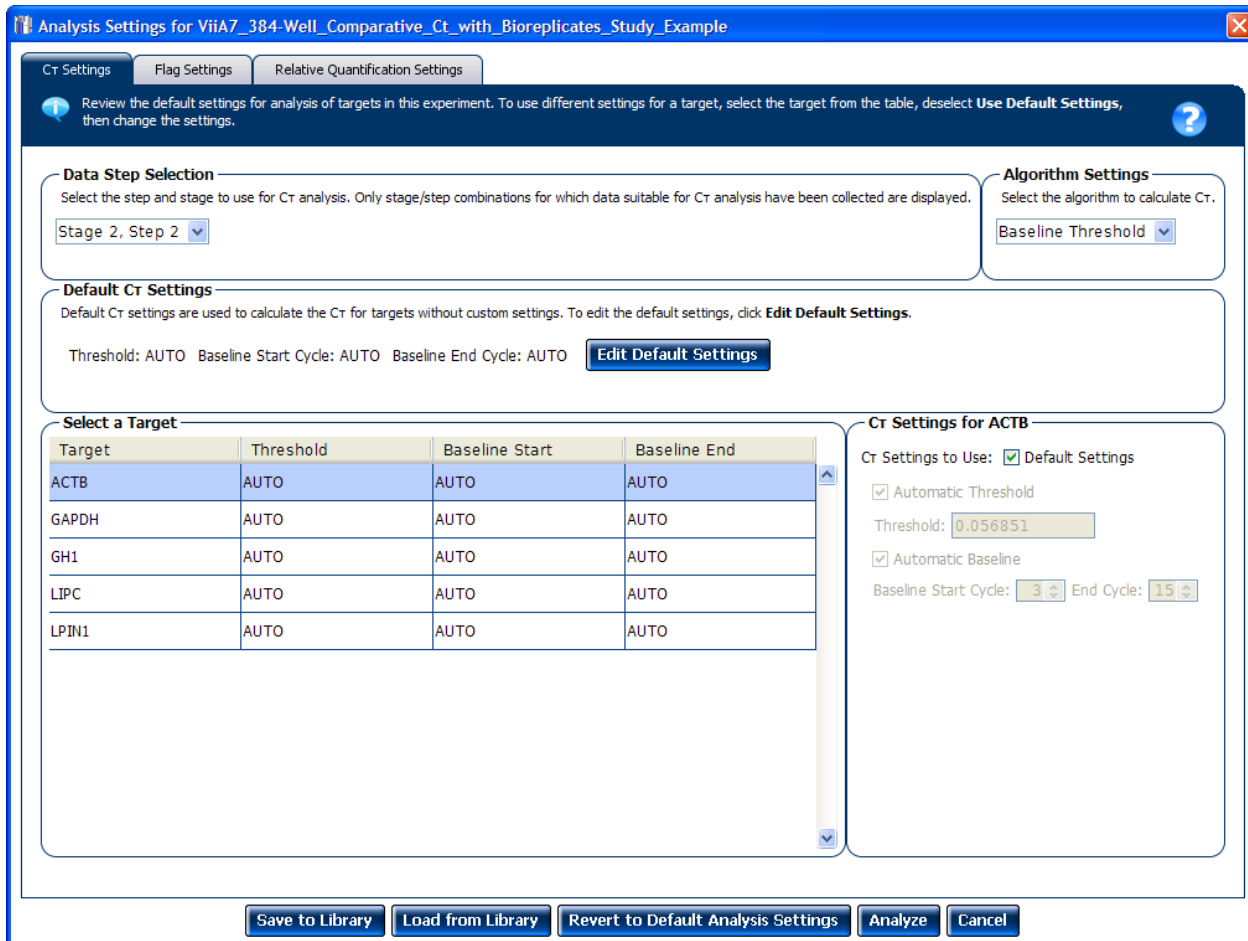 Analysis Settings for ViiA7_384-Well_Comparative_Ct_with_Bioreplicates_Study_Example
CT Settings Flag Settings Relative Quantification Settings
Review the default settings for analysis of targets in this experiment. To use different settings for a target, select the target from the table, deselect Use Default Settings,
then change the settings.
?
Data Step Selection
Select the step and stage to use for CT analysis. Only stage/step combinations for which data suitable for CT analysis have been collected are displayed.
Stage 2, Step 2
Algorithm Settings
Select the algorithm to calculate CT.
Baseline Threshold
Default CT Settings
Default CT settings are used to calculate the CT for targets without custom settings. To edit the default settings, click Edit Default Settings.
Threshold: AUTO Baseline Start Cycle: AUTO Baseline End Cycle: AUTO Edit Default Settings
Select a Target
Target Threshold Baseline Start Baseline End
ACTB AUTO AUTO AUTO
GAPDH AUTO AUTO AUTO
GH1 AUTO AUTO AUTO
LIPC AUTO AUTO AUTO
LPIN1 AUTO AUTO AUTO
CT Settings for ACTB
CT Settings to Use: Default Settings
Automatic Threshold
Threshold: 0.056851
Automatic Baseline
Baseline Start Cycle: 3 End Cycle: 15
Save to Library Load from Library Revert to Default Analysis Settings Analyze Cancel